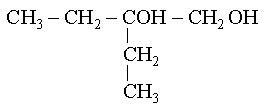 CH₃ – CH₂ – COH – CH₂ OH
CH₂
CH₃